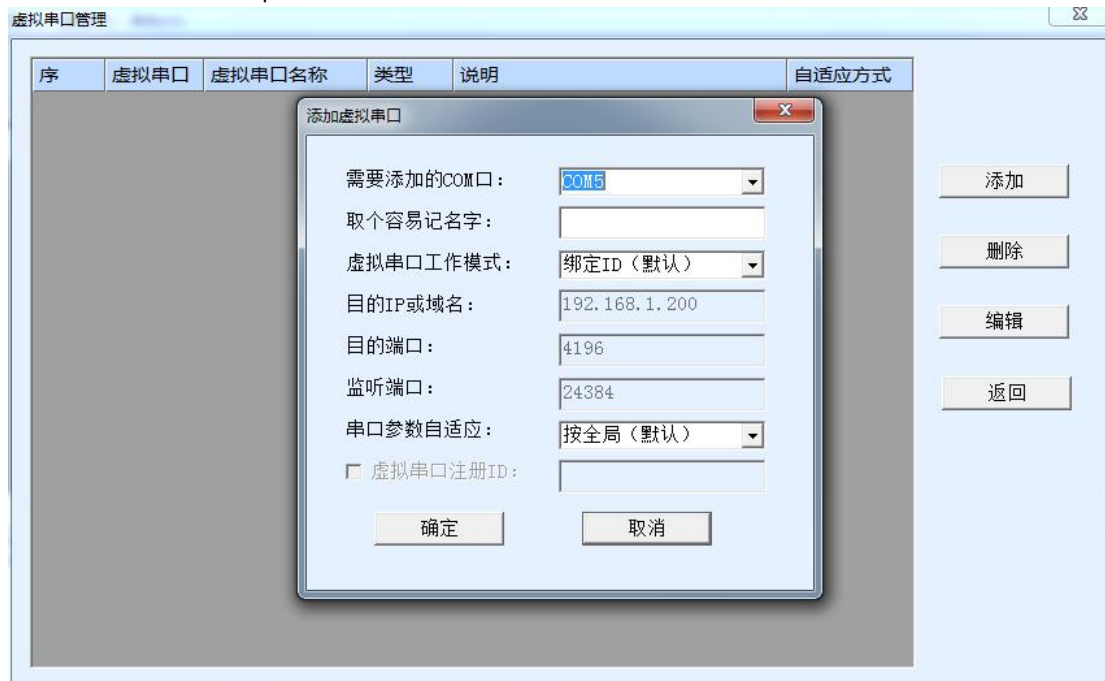 虚拟串口管理
序 虚拟串口 虚拟串口名称 类型 说明 自适应方式
添加虚拟串口
需要添加的COM口： COM5
添加
取个容易记名字：
删除
虚拟串口工作模式： 绑定ID（默认）
目的IP或域名： 192.168.1.200
编辑
目的端口： 4196
监听端口： 24384
返回
串口参数自适应： 按全局（默认）
虚拟串口注册ID：
确定 取消